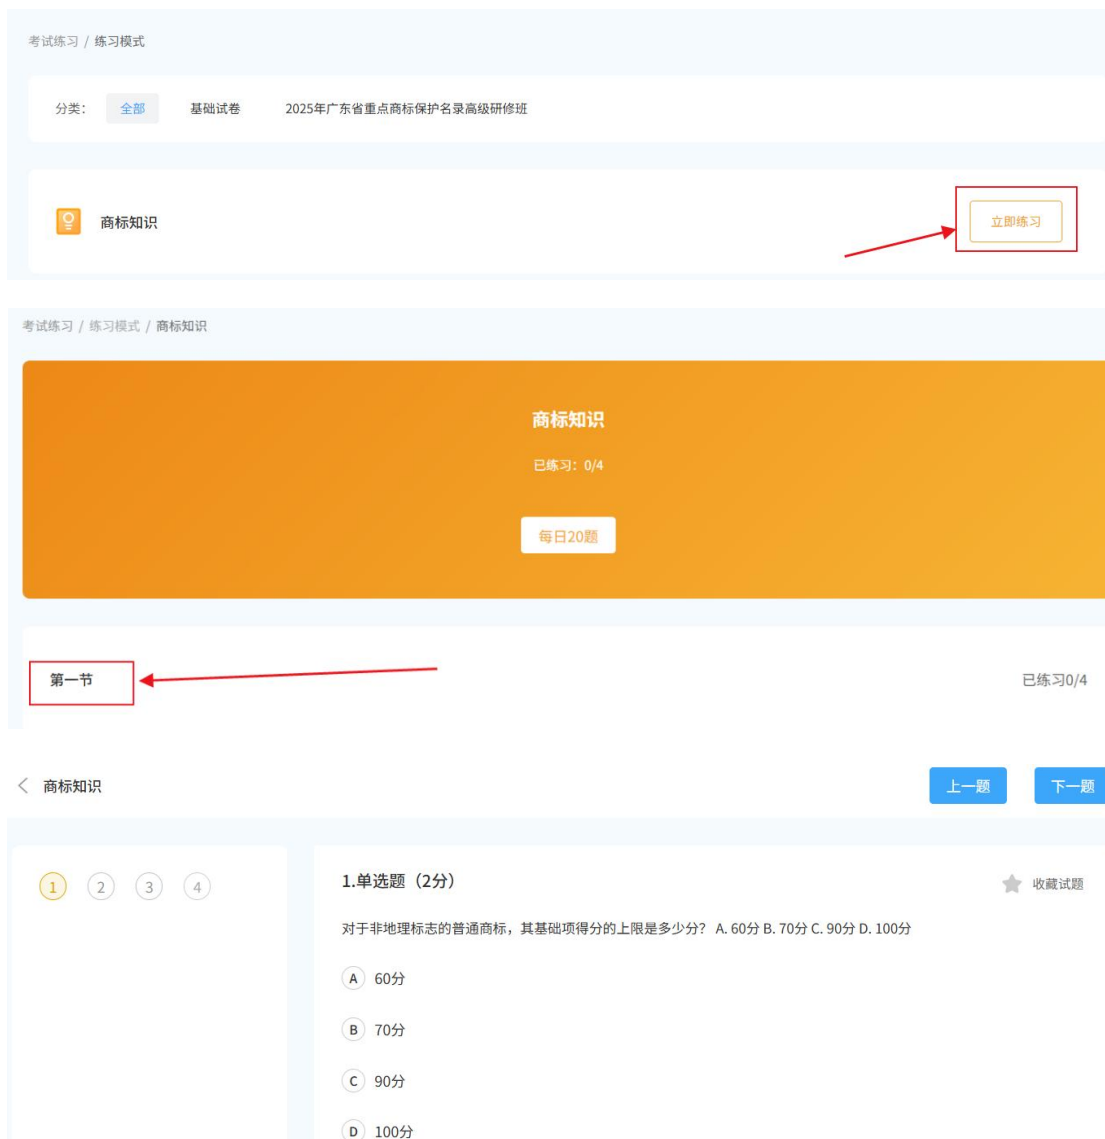 考试练习 / 练习模式
分类： 全部 基础试卷 2025年广东省重点商标保护名录高级研修班
商标知识 立即练习
考试练习 / 练习模式 / 商标知识
商标知识
已练习：0/4
每日20题
第一节 已练习0/4
商标知识 上一题 下一题
1 2 3 4
1.单选题（2分） 收藏试题
对于非地理标志的普通商标，其基础项得分的上限是多少分？ A. 60分 B. 70分 C. 90分 D. 100分
A 60分
B 70分
C 90分
D 100分